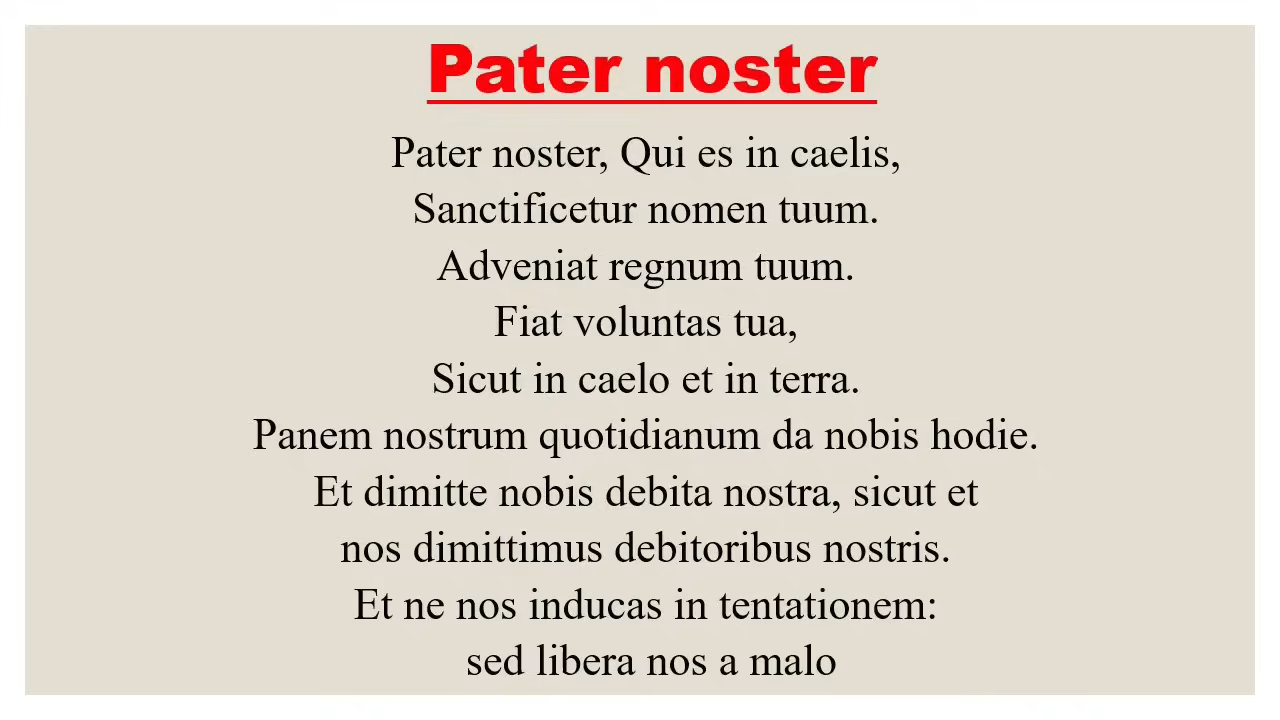 Pater noster
Pater noster, Qui es in caelis,
Sanctificetur nomen tuum.
Adveniat regnum tuum.
Fiat voluntas tua,
Sicut in caelo et in terra.
Panem nostrum quotidianum da nobis hodie.
Et dimitte nobis debita nostra, sicut et
nos dimittimus debitoribus nostris.
Et ne nos inducas in tentationem:
sed libera nos a malo